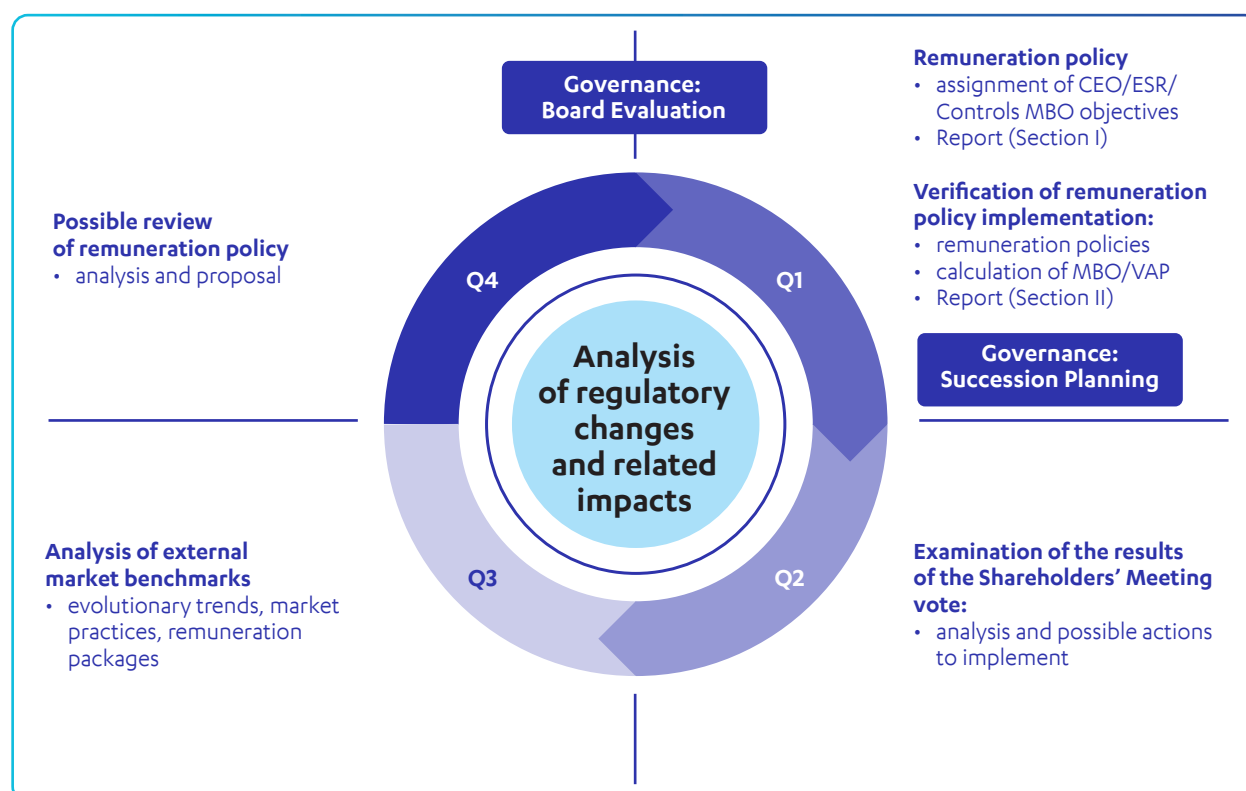 Governance:
Board Evaluation
Remuneration policy
• assignment of CEO/ESR/
Controls MBO objectives
• Report (Section I)
Verification of remuneration
policy implementation:
• remuneration policies
• calculation of MBO/VAP
• Report (Section II)
Governance:
Succession Planning
Possible review
of remuneration policy
• analysis and proposal
Q4
Q1
Analysis
of regulatory
changes
and related
impacts
Q3
Q2
Analysis of external
market benchmarks
• evolutionary trends, market
practices, remuneration
packages
Examination of the results
of the Shareholders’ Meeting
vote:
• analysis and possible actions
to implement